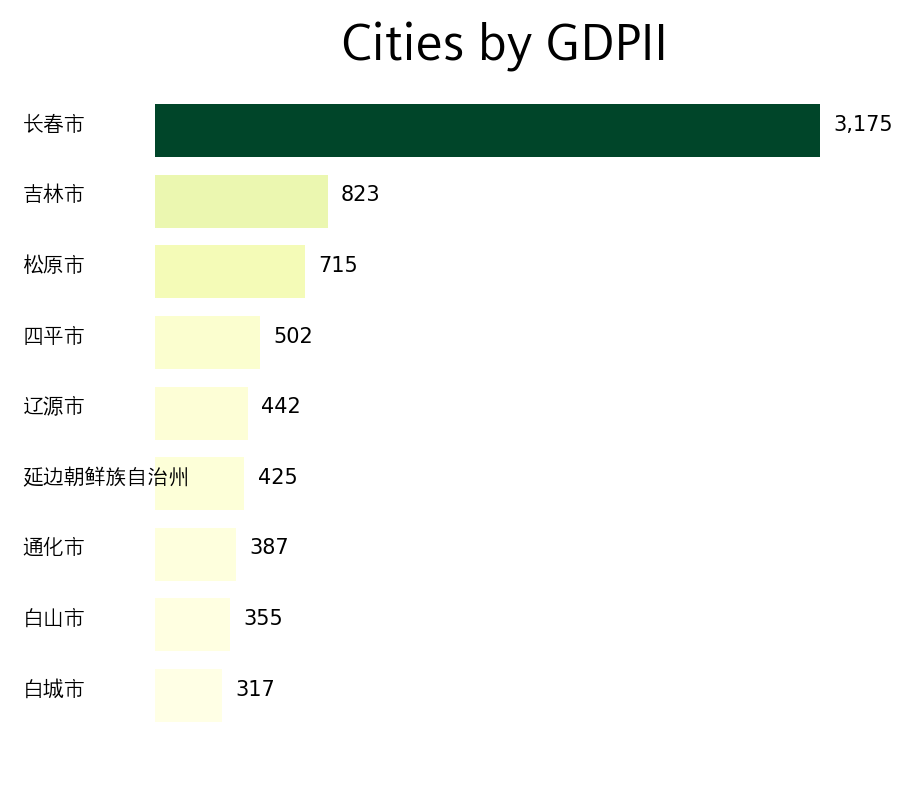 Cities by GDPII
长春市 3,175
吉林市 823
松原市 715
四平市 502
辽源市 442
延边朝鲜族自治州 425
通化市 387
白山市 355
白城市 317